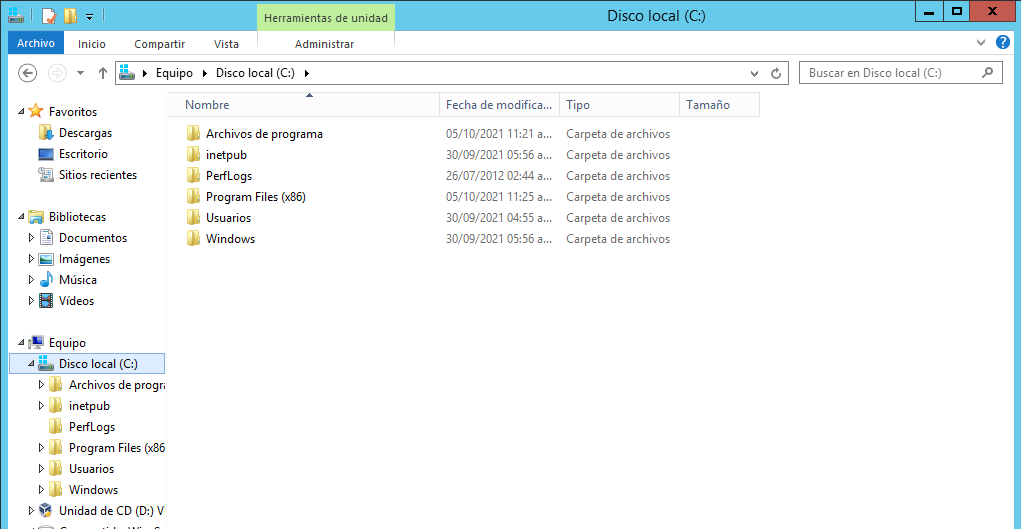 Herramientas de unidad
Disco local (C:)
Archivo Inicio Compartir Vista Administrar
Equipo Disco local (C:)
Buscar en Disco local (C:)
Nombre Fecha de modifica... Tipo Tamaño
Archivos de programa 05/10/2021 11:21 a... Carpeta de archivos
inetpub 30/09/2021 05:56 a... Carpeta de archivos
PerfLogs 26/07/2012 02:44 a... Carpeta de archivos
Program Files (x86) 05/10/2021 11:25 a... Carpeta de archivos
Usuarios 30/09/2021 04:55 a... Carpeta de archivos
Windows 30/09/2021 05:56 a... Carpeta de archivos
Favoritos
Descargas
Escritorio
Sitios recientes
Bibliotecas
Documentos
Imágenes
Música
Vídeos
Equipo
Disco local (C:)
Archivos de progra
inetpub
PerfLogs
Program Files (x86
Usuarios
Windows
Unidad de CD (D:) V